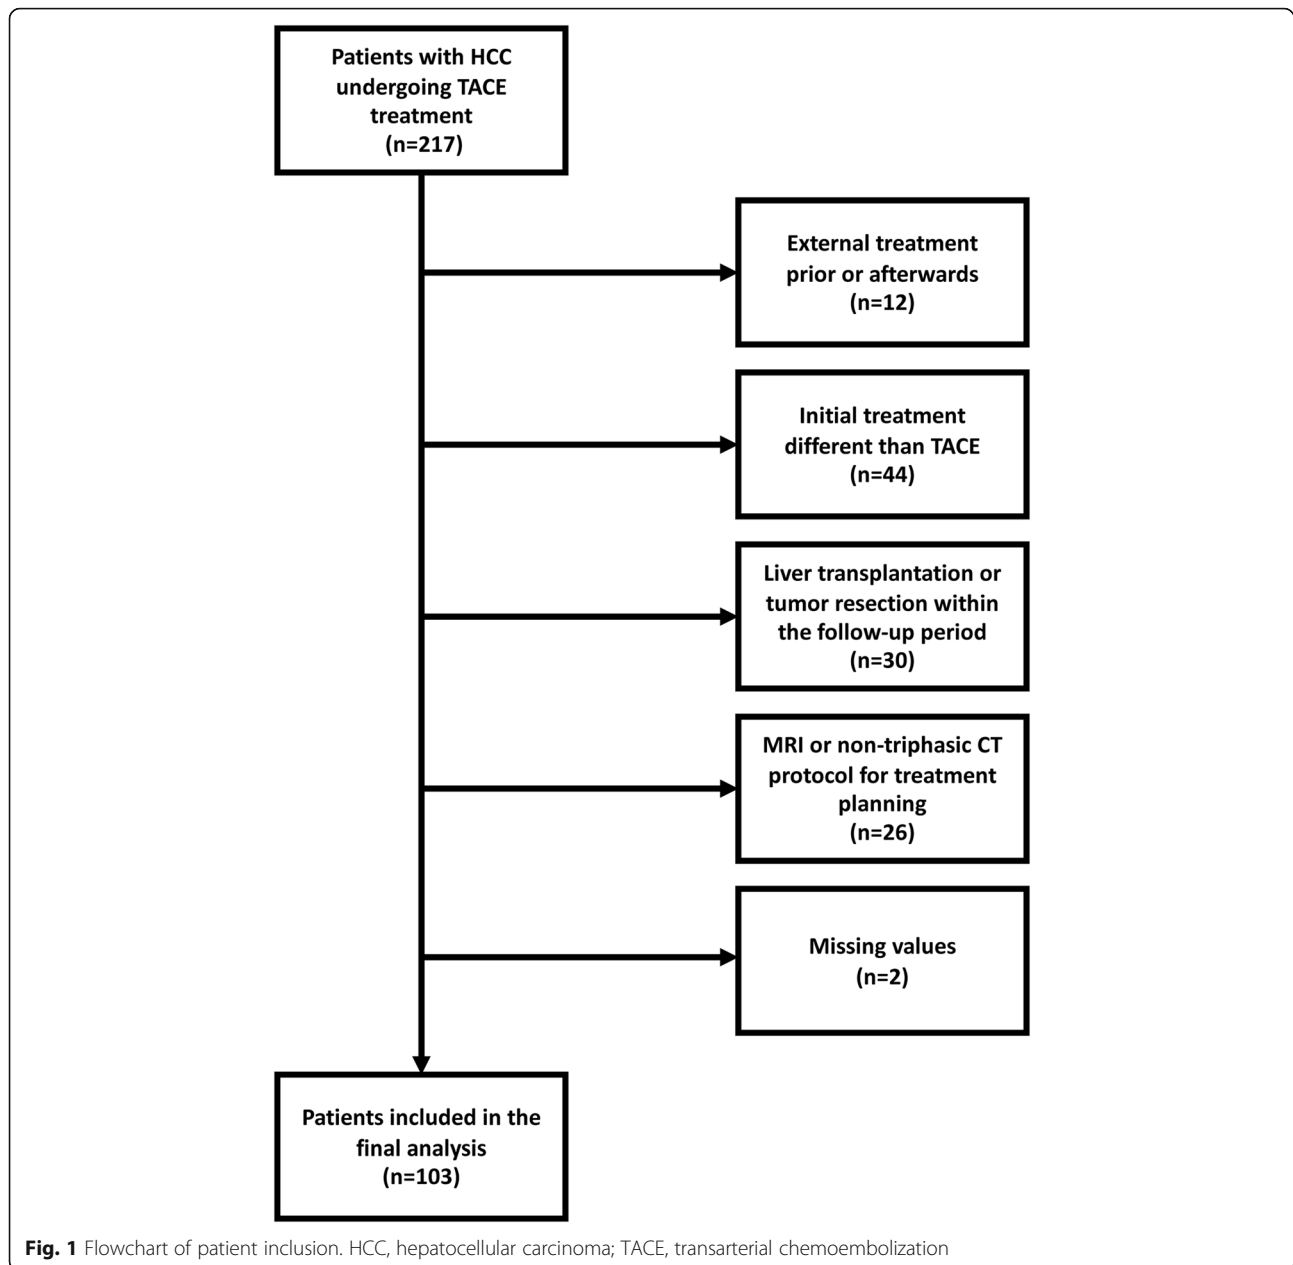 Patients with HCC
undergoing TACE
treatment
(n=217)
External treatment
prior or afterwards
(n=12)
Initial treatment
different than TACE
(n=44)
Liver transplantation or
tumor resection within
the follow-up period
(n=30)
MRI or non-triphasic CT
protocol for treatment
planning
(n=26)
Missing values
(n=2)
Patients included in the
final analysis
(n=103)
Fig. 1 Flowchart of patient inclusion. HCC, hepatocellular carcinoma; TACE, transarterial chemoembolization